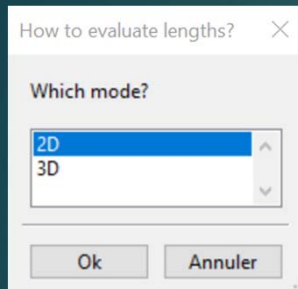 How to evaluate lengths?
Which mode?
2D
3D
Ok Annuler